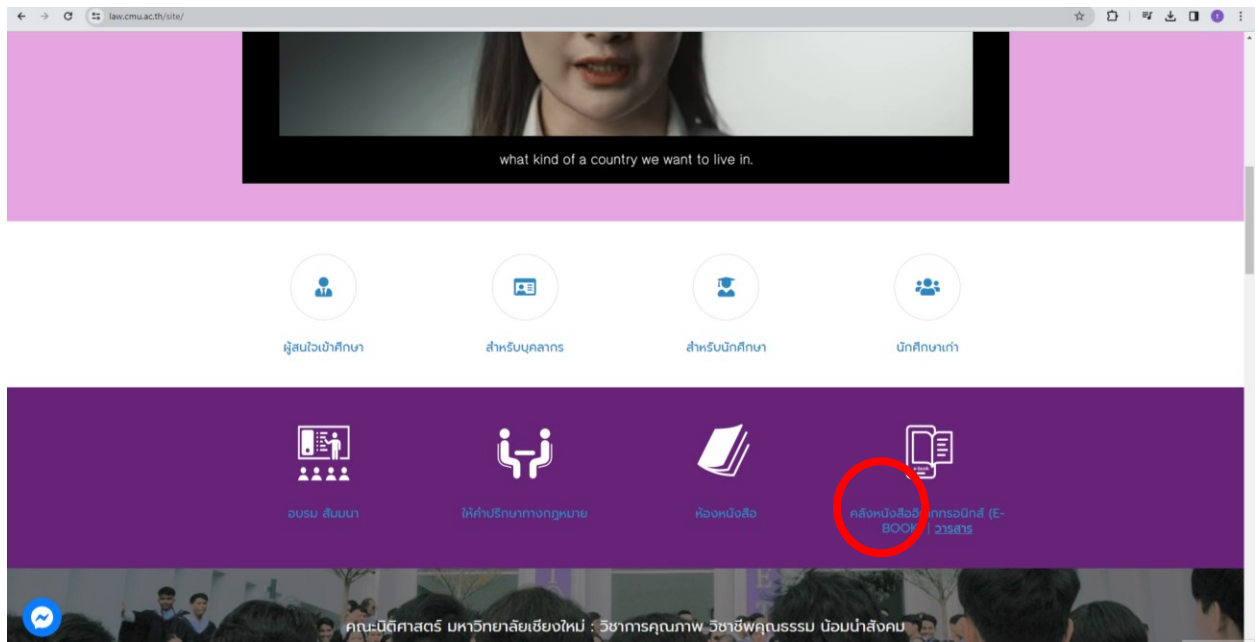 law.cmu.ac.th/site/
what kind of a country we want to live in.
ผู้สนใจเข้าศึกษา
สำหรับบุคลากร
สำหรับนักศึกษา
นักศึกษาเก่า
e-book
อบรม สัมมนา
ให้คำปรึกษาทางกฎหมาย
ห้องหนังสือ
คลังหนังสืออิเล็กทรอนิกส์ (E-
BOOK) | วารสาร
คณะนิติศาสตร์ มหาวิทยาลัยเชียงใหม่ : วิชาการคุณภาพ วิชาชีพคุณธรรม น้อมนำสังคม